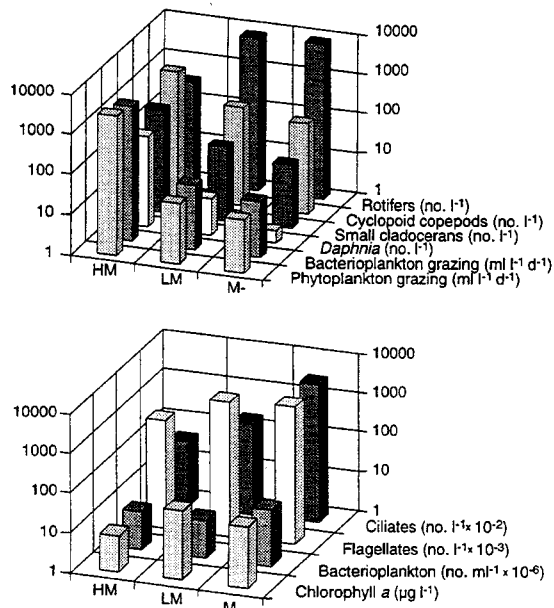 10000
1000
100
10
1
10000
1000
100
10
1
HM
LM
M-
Rotifers (no. l-1)
Cyclopoid copepods (no. l-1)
Small cladocerans (no. l-1)
Daphnia (no. l-1)
Bacterioplankton grazing (ml l-1 d-1)
Phytoplankton grazing (ml l-1 d-1)
10000
1000
100
10
1
10000
1000
100
10
1
HM
LM
M-
Ciliates (no. l-1 x 10-2)
Flagellates (no. l-1 x 10-3)
Bacterioplankton (no. ml-1 x 10-6)
Chlorophyll a (µg l-1)